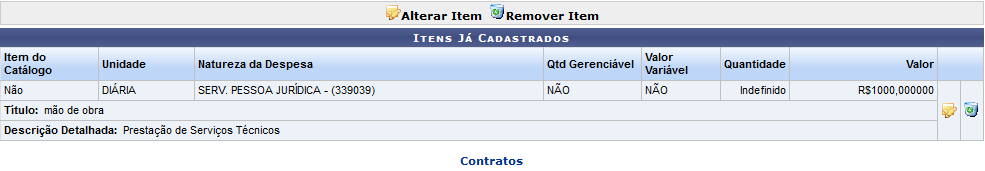 Alterar Item Remover Item
Itens Já Cadastrados
Item do Catálogo Unidade Natureza da Despesa Qtd Gerenciável Valor Variável Quantidade Valor
Não DIÁRIA SERV. PESSOA JURÍDICA - (339039) NÃO NÃO Indefinido R$1000,000000
Título: mão de obra
Descrição Detalhada: Prestação de Serviços Técnicos
Contratos